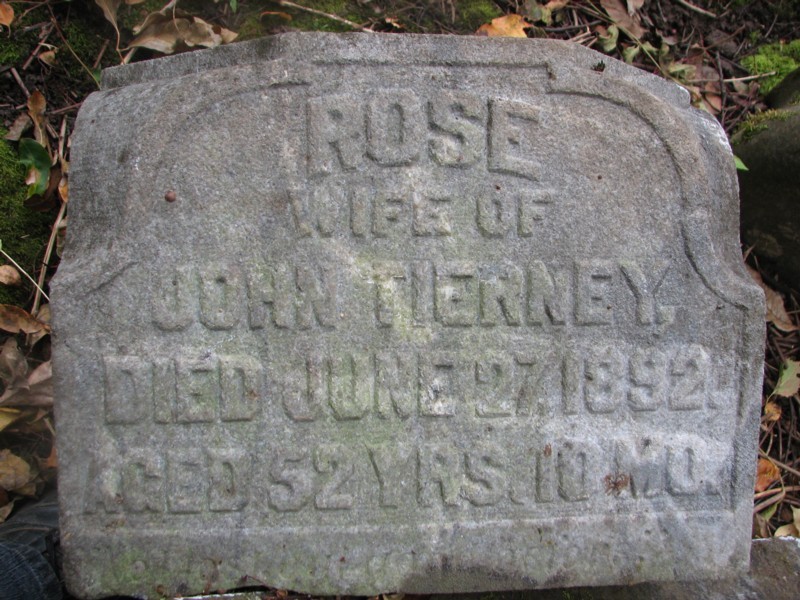 ROSE
WIFE OF
JOHN TIERNEY,
DIED JUNE 27, 1892.
AGED 52 YRS. 10 MO.